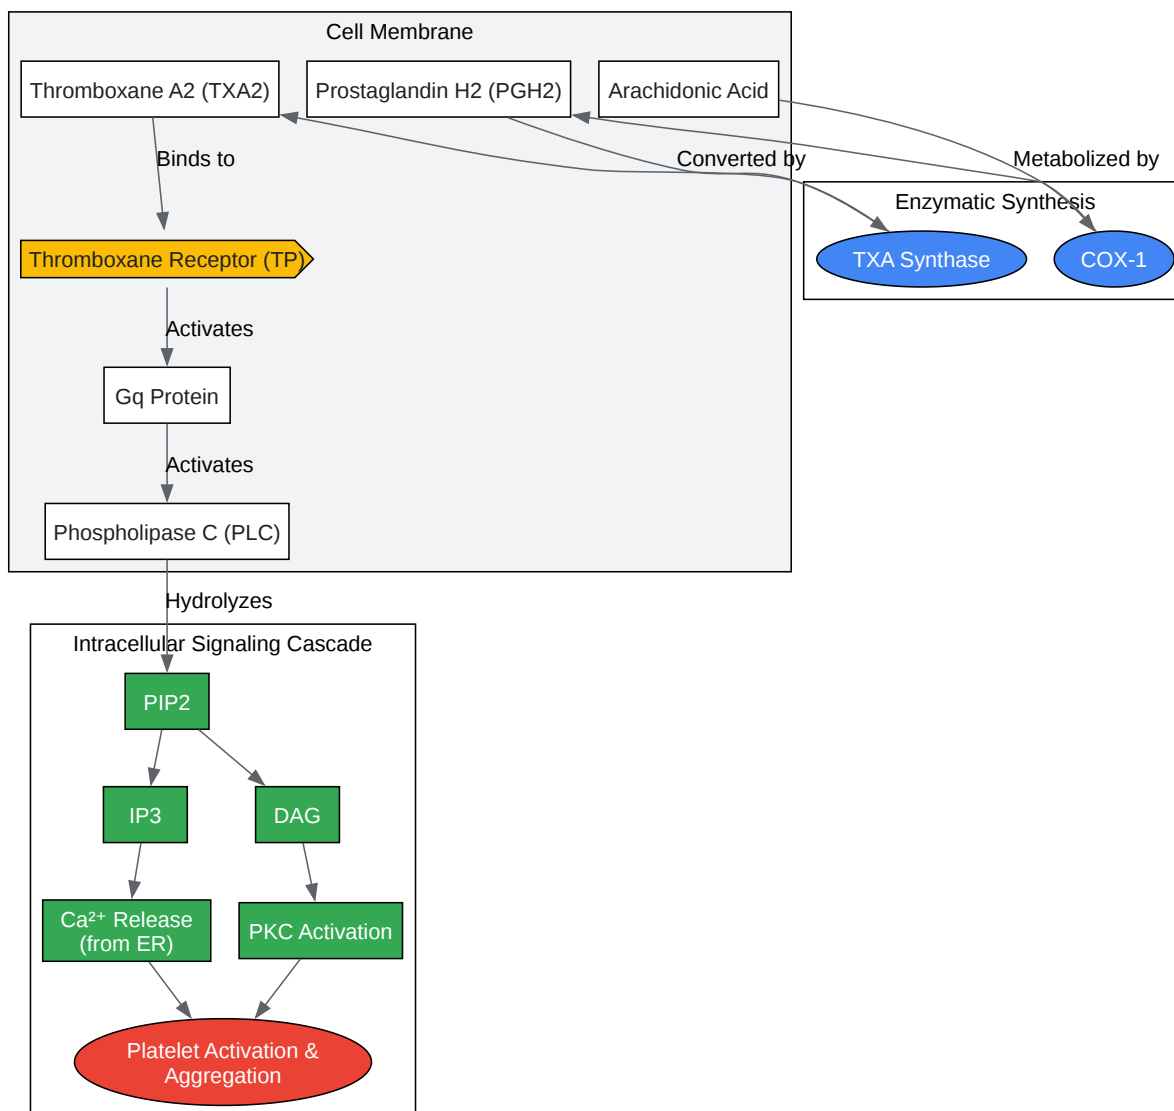 Cell Membrane
Thromboxane A2 (TXA2)
Prostaglandin H2 (PGH2)
Arachidonic Acid
Binds to
Converted by
Metabolized by
Enzymatic Synthesis
Thromboxane Receptor (TP)
TXA Synthase
COX-1
Activates
Gq Protein
Activates
Phospholipase C (PLC)
Hydrolyzes
Intracellular Signaling Cascade
PIP2
IP3
DAG
Ca²⁺ Release
(from ER)
PKC Activation
Platelet Activation &
Aggregation